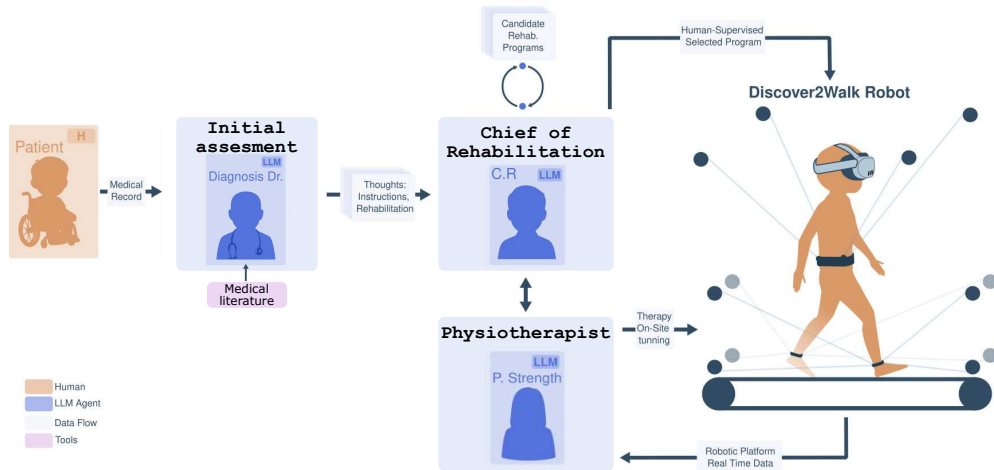 Candidate
Rehab.
Programs
Human-Supervised
Selected Program
Discover2Walk Robot
H
Patient
Medical
Record
Initial
assesment
LLM
Diagnosis Dr.
Medical
literature
Thoughts:
Instructions,
Rehabilitation
Chief of
Rehabilitation
C.R
LLM
Physiotherapist
LLM
P. Strength
Therapy
On-Site
tunning
Robotic Platform
Real Time Data
Human
LLM Agent
Data Flow
Tools